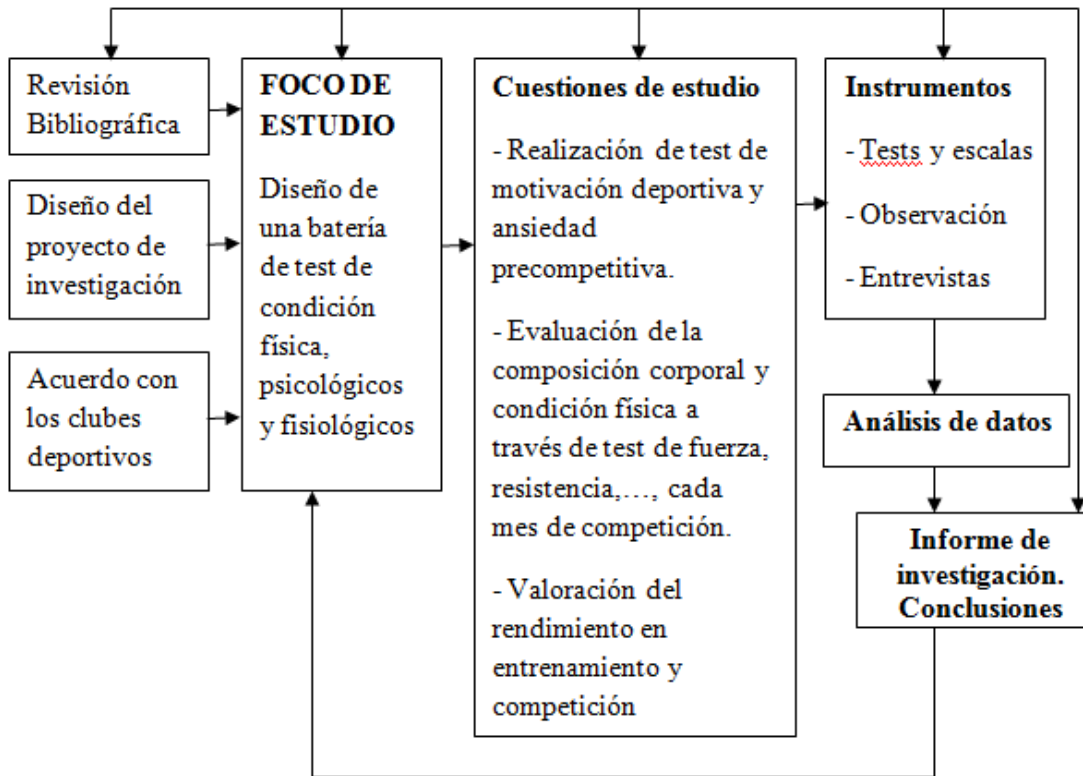 Revisión
Bibliográfica
Diseño del
proyecto de
investigación
Acuerdo con
los clubes
deportivos
FOCO DE
ESTUDIO
Diseño de
una batería
de test de
condición
física,
psicológicos
y fisiológicos
Cuestiones de estudio
- Realización de test de
motivación deportiva y
ansiedad
precompetitiva.
- Evaluación de la
composición corporal y
condición física a
través de test de fuerza,
resistencia,…, cada
mes de competición.
- Valoración del
rendimiento en
entrenamiento y
competición
Instrumentos
- Tests y escalas
- Observación
- Entrevistas
Análisis de datos
Informe de
investigación.
Conclusiones